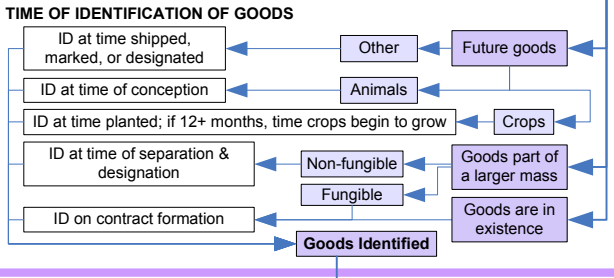 TIME OF IDENTIFICATION OF GOODS
ID at time shipped,
marked, or designated
Other
Future goods
ID at time of conception
Animals
ID at time planted; if 12+ months, time crops begin to grow
Crops
ID at time of separation &
designation
Non-fungible
Goods part of
a larger mass
Fungible
ID on contract formation
Goods are in
existence
Goods Identified